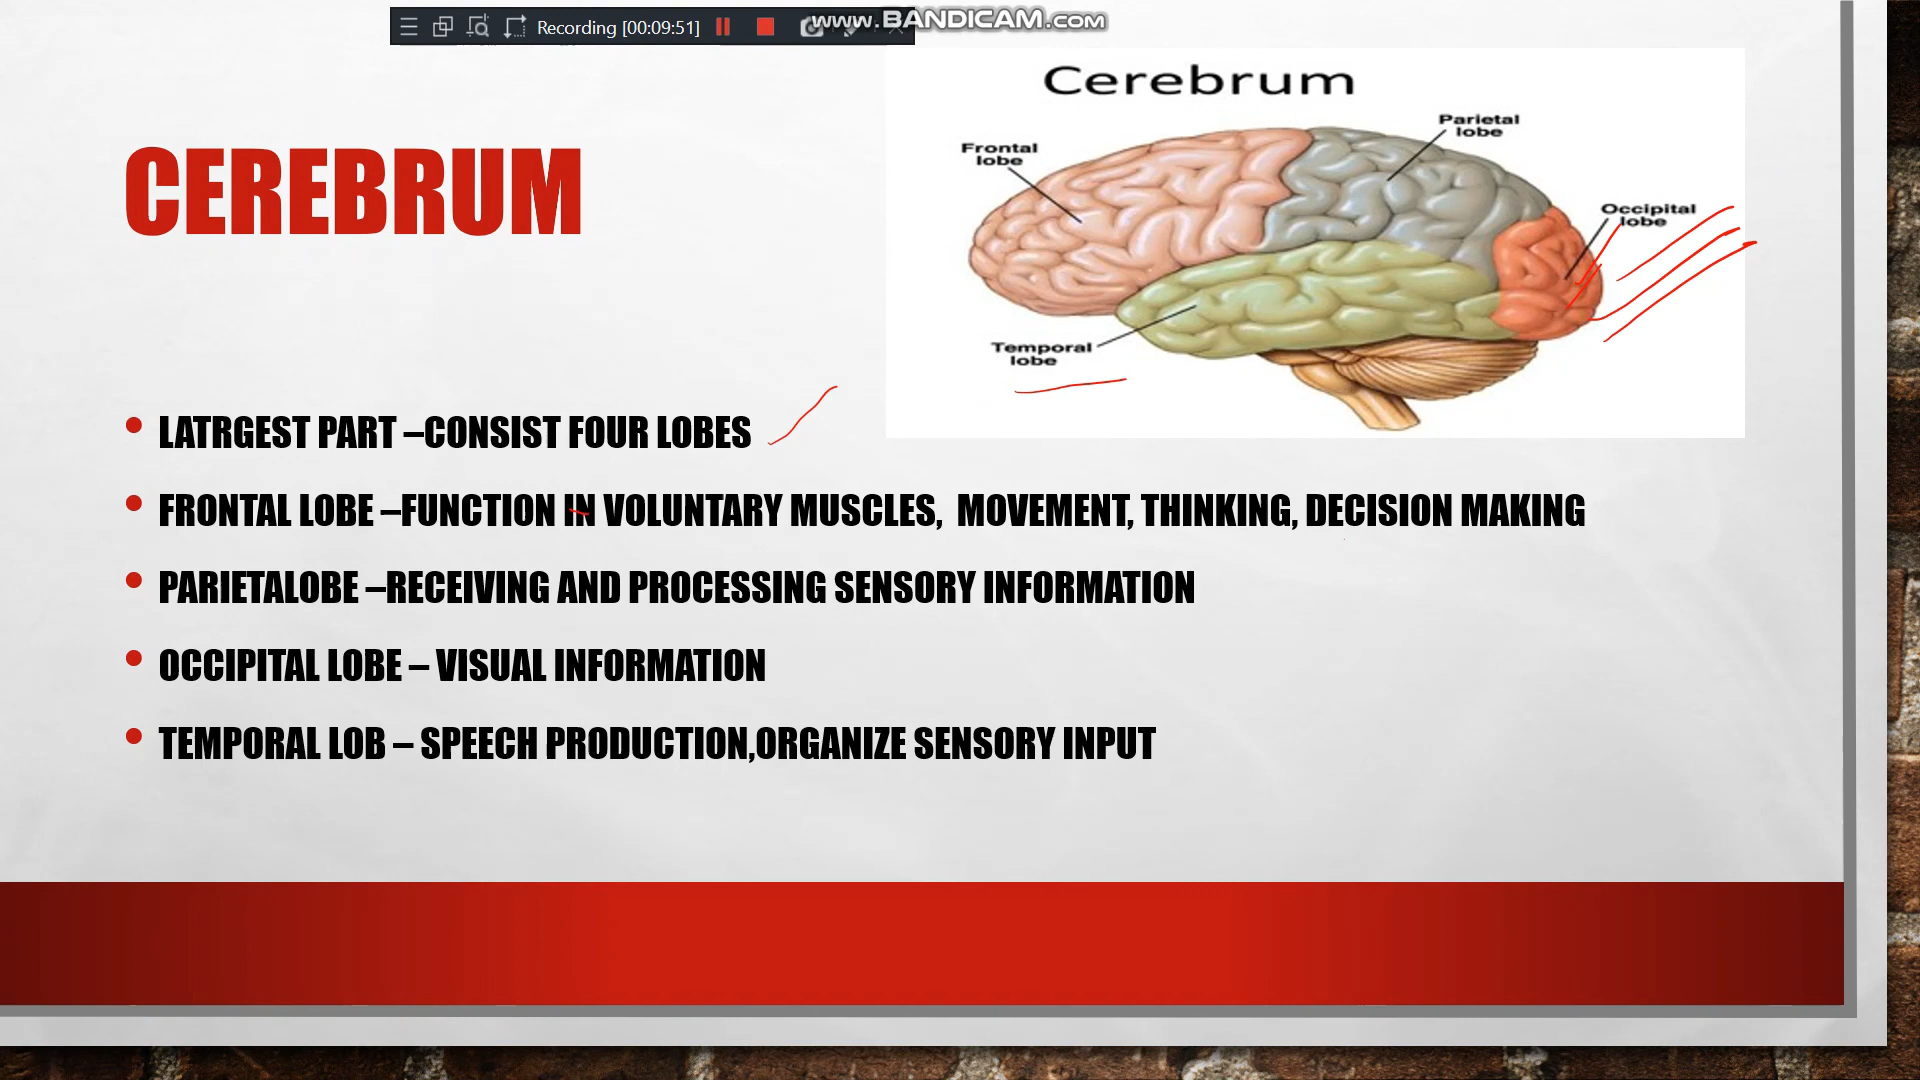 Recording [00:09:51]
www.BANDICAM.com
Cerebrum
Parietal
lobe
Frontal
lobe
Occipital
lobe
Temporal
lobe
CEREBRUM
• LATRGEST PART –CONSIST FOUR LOBES
• FRONTAL LOBE –FUNCTION IN VOLUNTARY MUSCLES, MOVEMENT, THINKING, DECISION MAKING
• PARIETALOBE –RECEIVING AND PROCESSING SENSORY INFORMATION
• OCCIPITAL LOBE – VISUAL INFORMATION
• TEMPORAL LOB – SPEECH PRODUCTION,ORGANIZE SENSORY INPUT